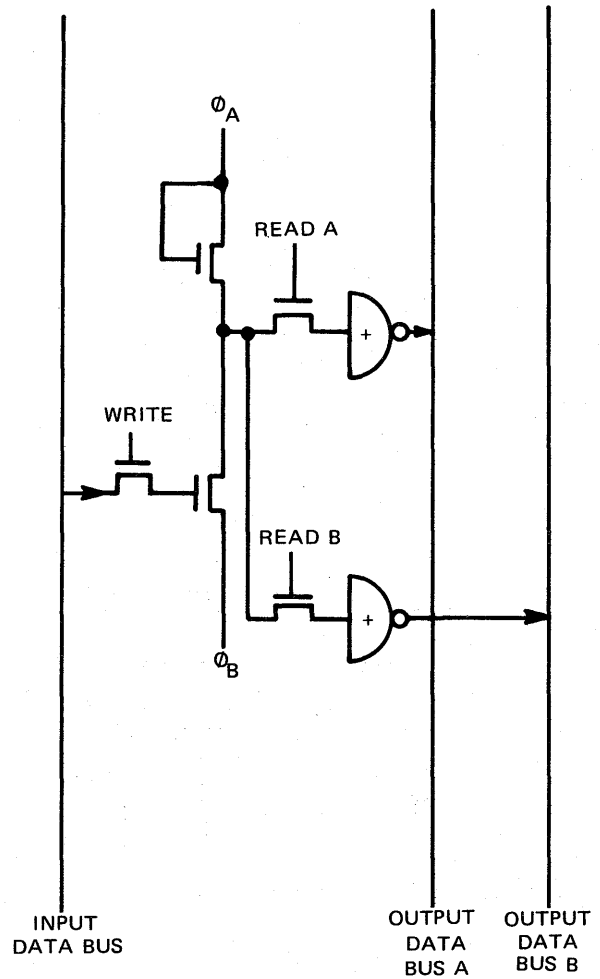 ØA
READ A
+
WRITE
READ B
+
ØB
INPUT
DATA BUS
OUTPUT
DATA
BUS A
OUTPUT
DATA
BUS B